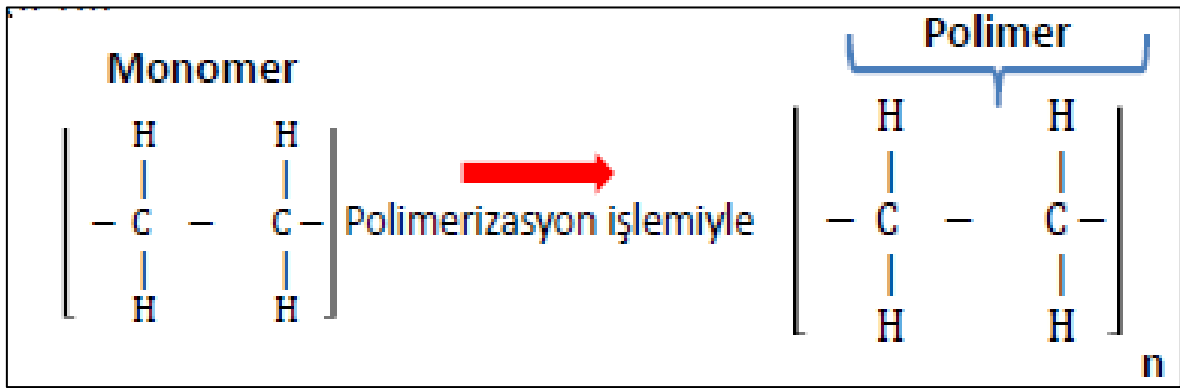 Monomer
Polimer
H H
| |
– C – C –
| |
H H
Polimerizasyon işlemiyle
H H
| |
– C – C –
| |
H H
n